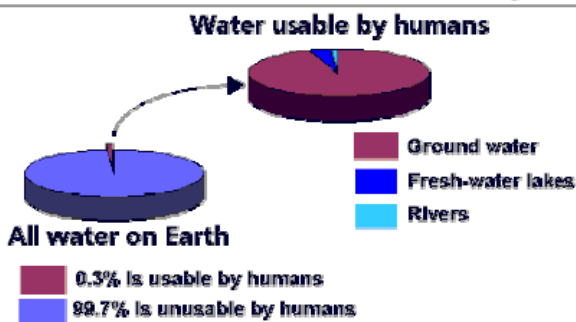 Water usable by humans
Ground water
Fresh-water lakes
Rivers
All water on Earth
0.3% is usable by humans
99.7% is unusable by humans